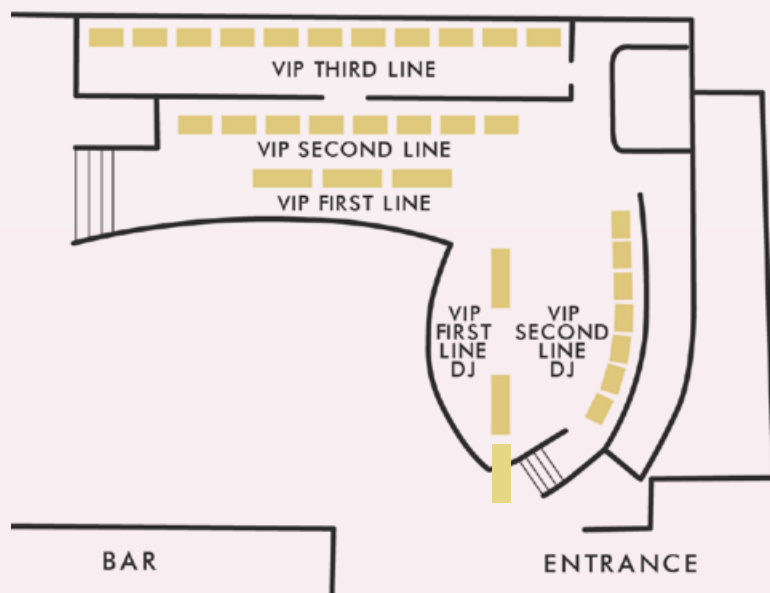 VIP THIRD LINE
VIP SECOND LINE
VIP FIRST LINE
VIP
FIRST
LINE
DJ
VIP
SECOND
LINE
DJ
BAR
ENTRANCE